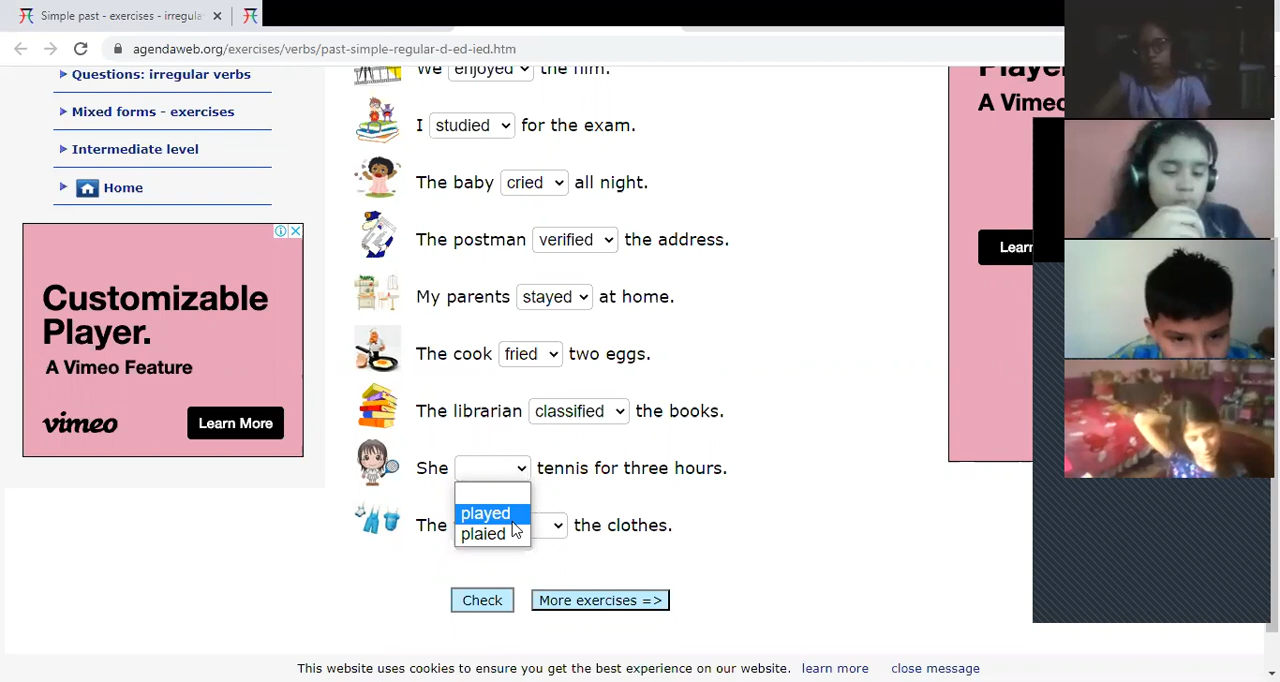 Simple past - exercises - irregula
agendaweb.org/exercises/verbs/past-simple-regular-d-ed-ied.htm
Questions: irregular verbs
Mixed forms - exercises
Intermediate level
Home
Customizable
Player.
A Vimeo Feature
vimeo
Learn More
We enjoyed the film.
I studied for the exam.
The baby cried all night.
The postman verified the address.
My parents stayed at home.
The cook fried two eggs.
The librarian classified the books.
She tennis for three hours.
played
plaied
The the clothes.
Check
More exercises =>
A Vimeo
This website uses cookies to ensure you get the best experience on our website. learn more close message